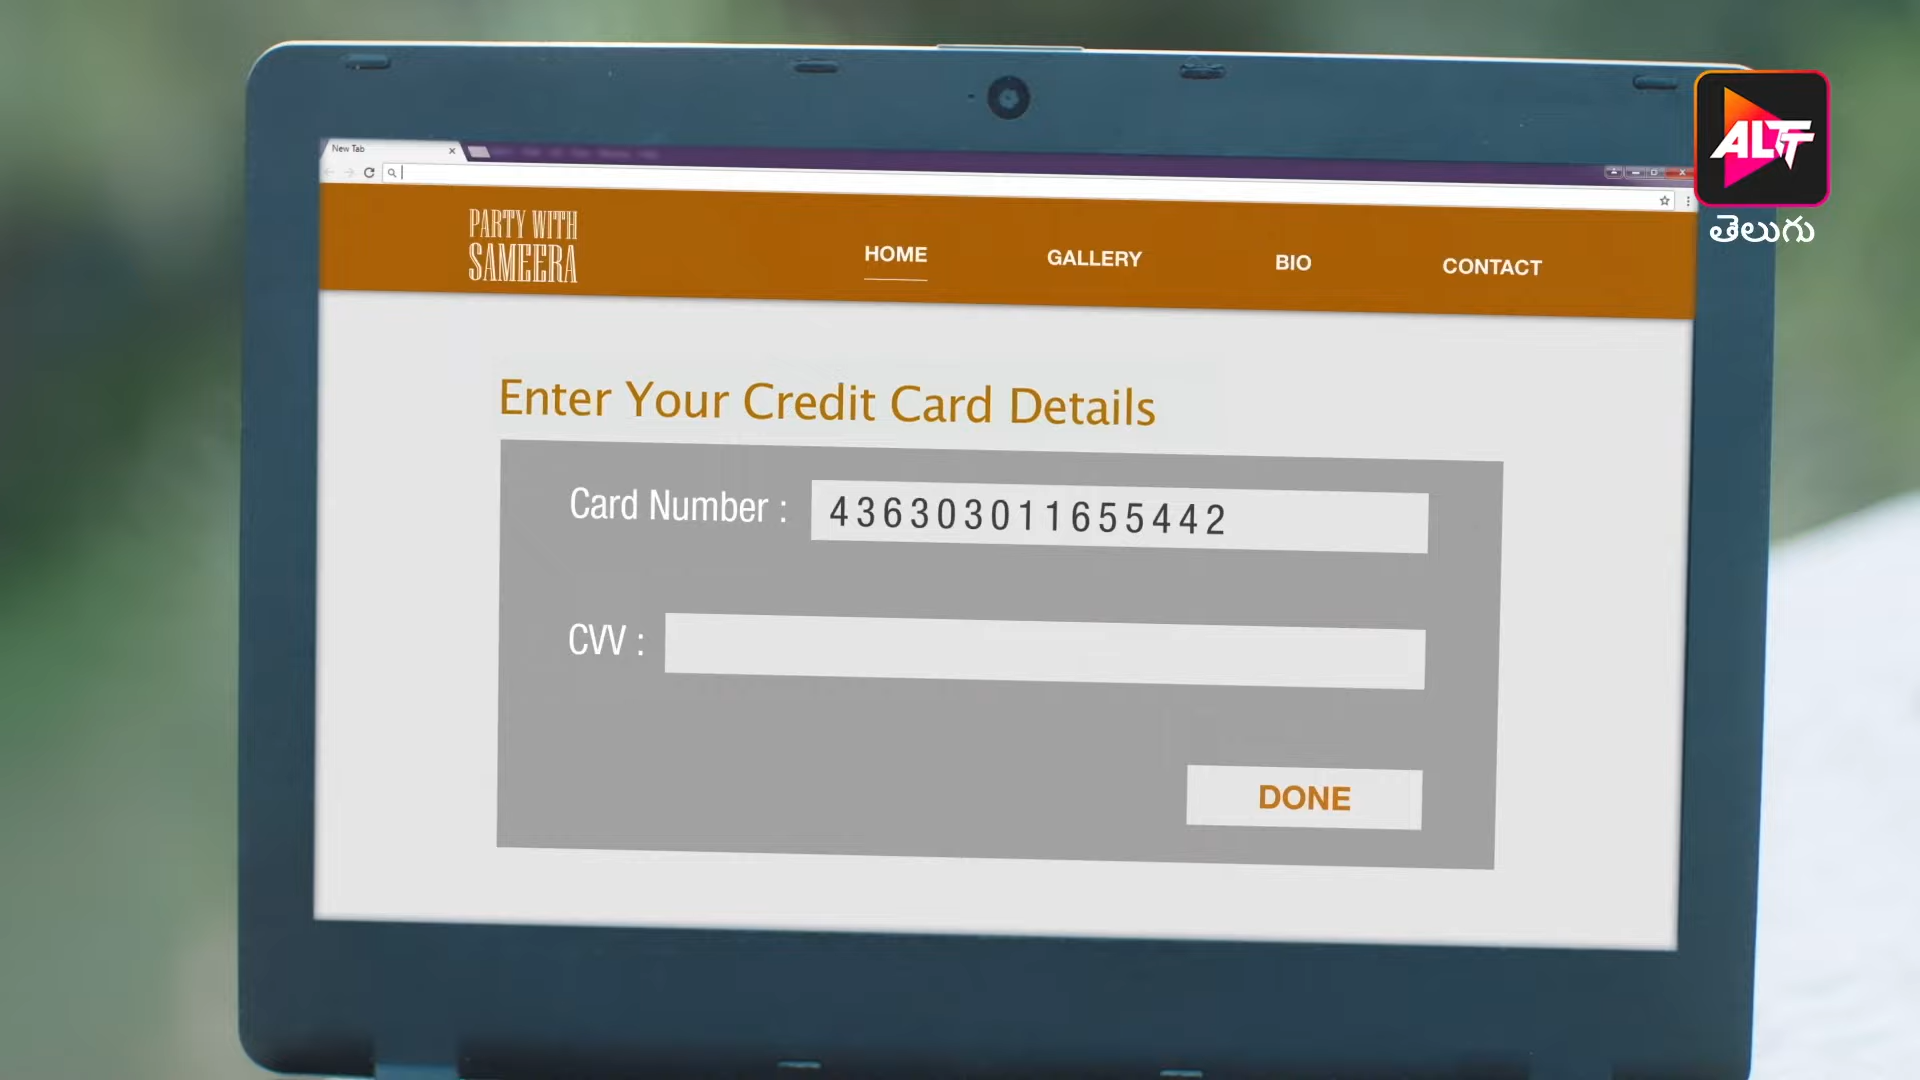 New Tab
PARTY WITH
SAMEERA
HOME
GALLERY
BIO
CONTACT
ALTT
తెలుగు
Enter Your Credit Card Details
Card Number : 436303011655442
CVV :
DONE